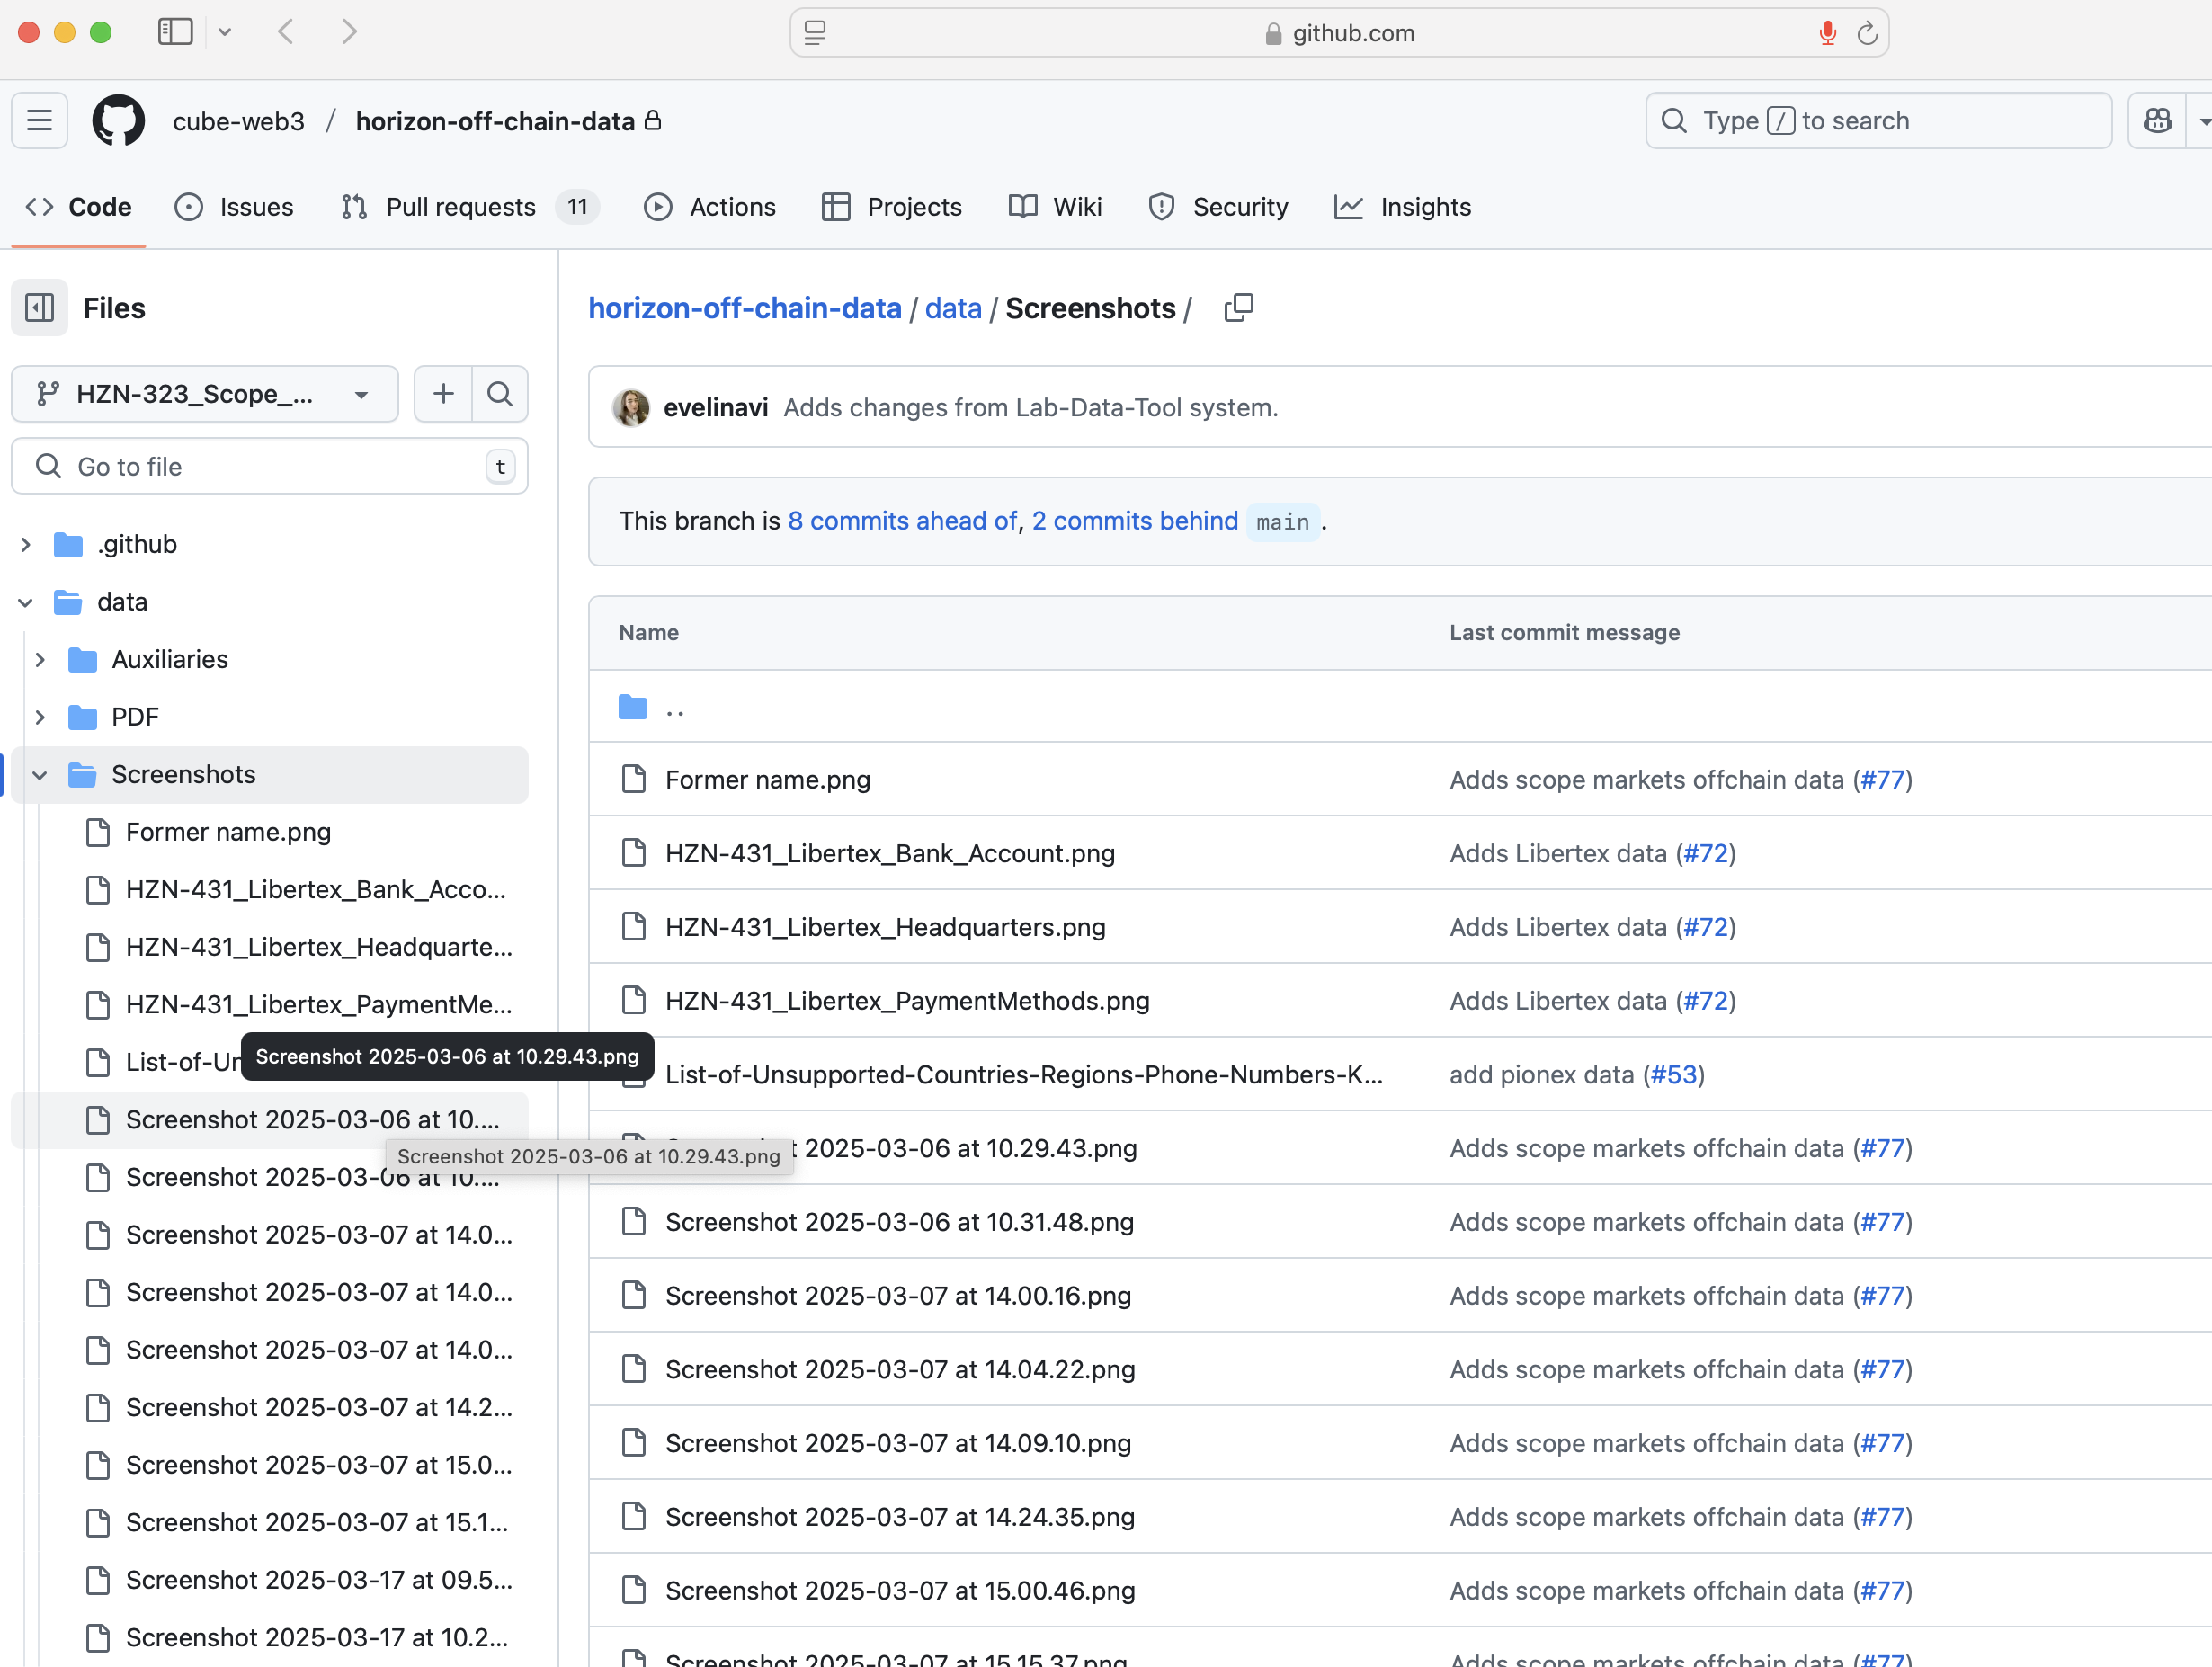 github.com
cube-web3 / horizon-off-chain-data
Type / to search
Code
Issues
Pull requests 11
Actions
Projects
Wiki
Security
Insights
Files
HZN-323_Scope_...
Go to file
t
.github
data
Auxiliaries
PDF
Screenshots
Former name.png
HZN-431_Libertex_Bank_Acco...
HZN-431_Libertex_Headquarte...
HZN-431_Libertex_PaymentMe...
List-of-Un
Screenshot 2025-03-06 at 10.29.43.png
Screenshot 2025-03-06 at 10....
Screenshot 2025-03-06 at 10.29.43.png
Screenshot 2025-03-06 at 10....
Screenshot 2025-03-07 at 14.0...
Screenshot 2025-03-07 at 14.0...
Screenshot 2025-03-07 at 14.0...
Screenshot 2025-03-07 at 14.2...
Screenshot 2025-03-07 at 15.0...
Screenshot 2025-03-07 at 15.1...
Screenshot 2025-03-17 at 09.5...
Screenshot 2025-03-17 at 10.2...
horizon-off-chain-data / data / Screenshots /
evelinavi Adds changes from Lab-Data-Tool system.
This branch is 8 commits ahead of, 2 commits behind main .
Name Last commit message
..
Former name.png Adds scope markets offchain data (#77)
HZN-431_Libertex_Bank_Account.png Adds Libertex data (#72)
HZN-431_Libertex_Headquarters.png Adds Libertex data (#72)
HZN-431_Libertex_PaymentMethods.png Adds Libertex data (#72)
List-of-Unsupported-Countries-Regions-Phone-Numbers-K... add pionex data (#53)
2025-03-06 at 10.29.43.png Adds scope markets offchain data (#77)
Screenshot 2025-03-06 at 10.31.48.png Adds scope markets offchain data (#77)
Screenshot 2025-03-07 at 14.00.16.png Adds scope markets offchain data (#77)
Screenshot 2025-03-07 at 14.04.22.png Adds scope markets offchain data (#77)
Screenshot 2025-03-07 at 14.09.10.png Adds scope markets offchain data (#77)
Screenshot 2025-03-07 at 14.24.35.png Adds scope markets offchain data (#77)
Screenshot 2025-03-07 at 15.00.46.png Adds scope markets offchain data (#77)
Screenshot 2025-03-07 at 15.15.37.png Adds scope markets offchain data (#77)